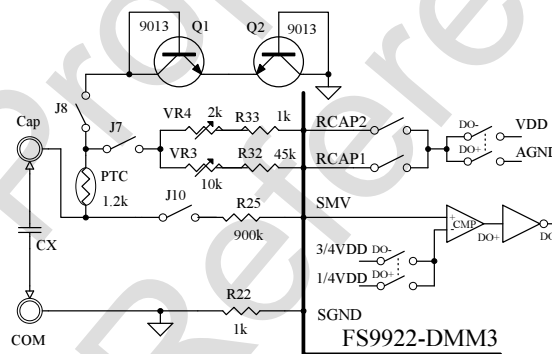 Q1
Q2
9013
9013
J8
Cap
J7
VR4
2k
R33
1k
RCAP2
DO-
VDD
VR3
R32
45k
RCAP1
DO+
AGND
10k
PTC
1.2k
J10
R25
SMV
900k
CX
+
-
CMP
DO+
DO
3/4VDD
DO-
1/4VDD
DO+
R22
SGND
1k
COM
FS9922-DMM3